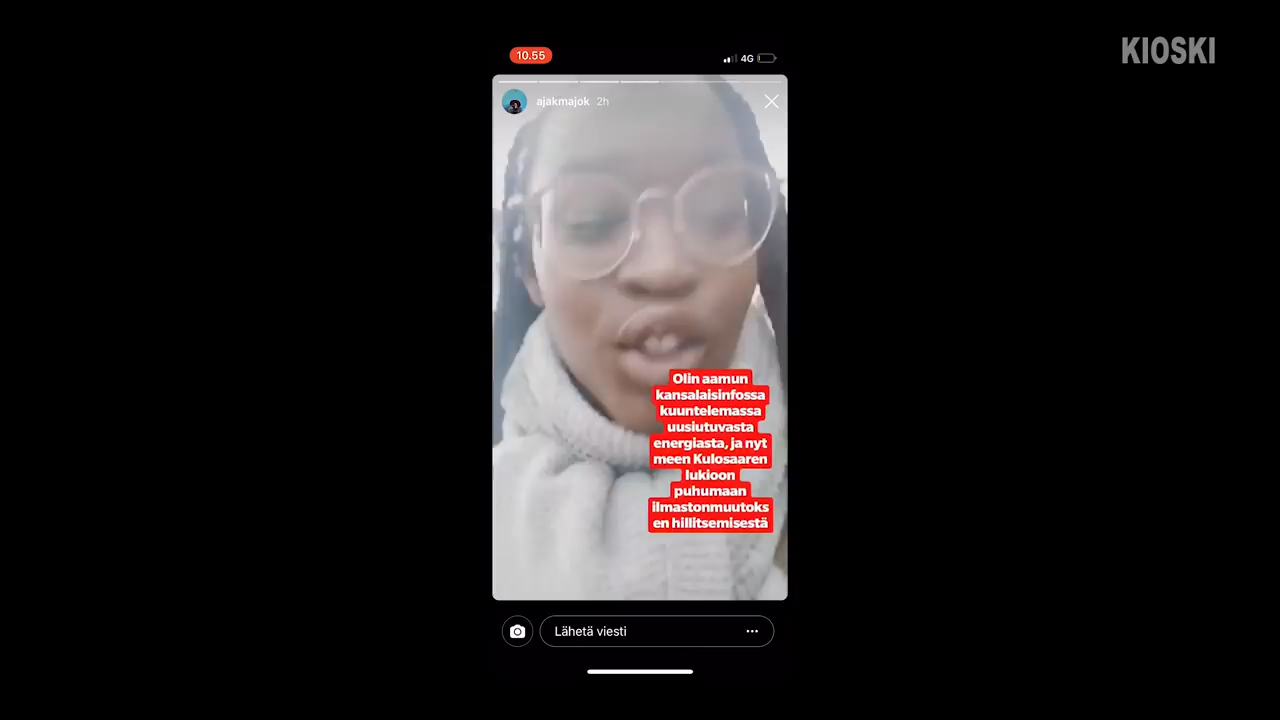 KIOSKI
10.55
4G
ajakmajok 2h
Olin aamun
kansalaisinfossa
kuuntelemassa
uusiutuvasta
energiasta, ja nyt
meen Kulosaaren
lukioon
puhumaan
ilmastonmuutoks
en hillitsemisestä
Lähetä viesti